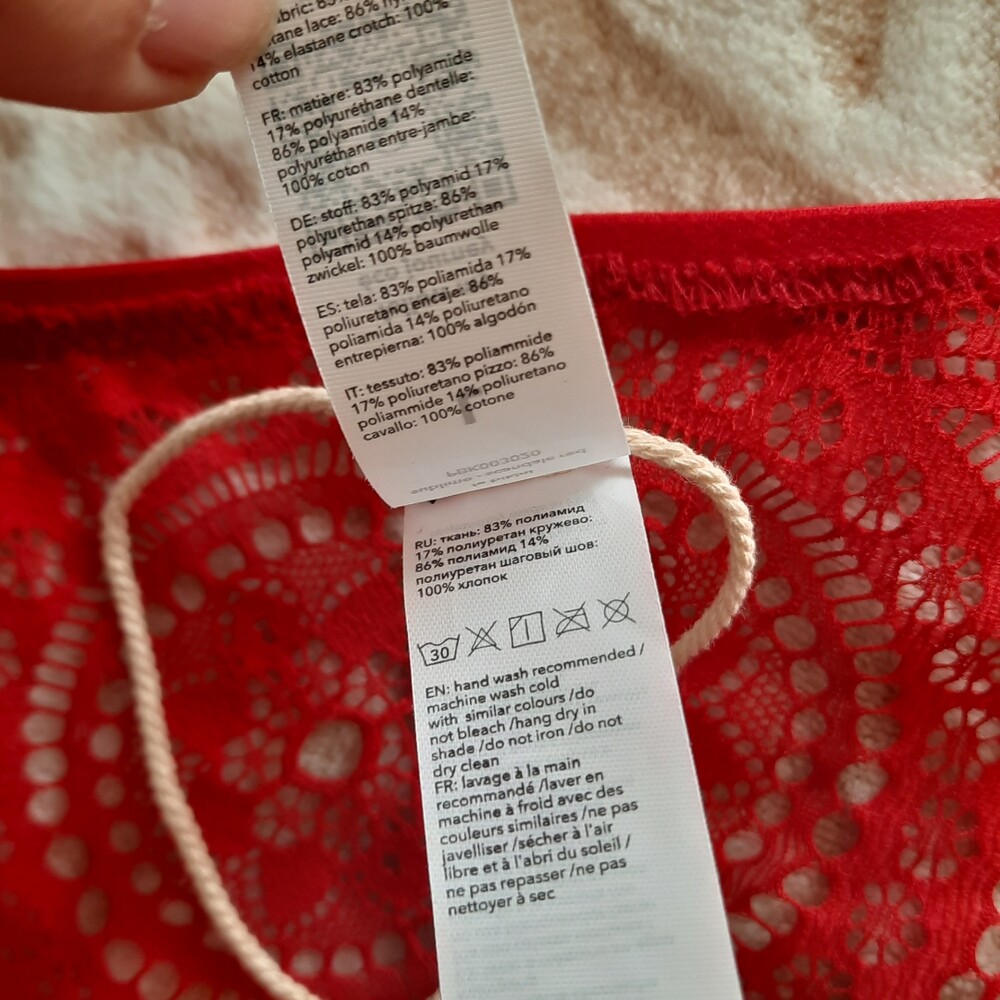 fabric: 83%
elastane lace: 86%
14% elastane crotch: 100%
cotton
FR: matière: 83% polyamide
17% polyuréthane dentelle:
86% polyamide 14%
polyuréthane entre-jambe:
100% coton
DE: stoff: 83% polyamid 17%
polyurethan spitze: 86%
polyamid 14% polyurethan
zwickel: 100% baumwolle
ES: tela: 83% poliamida 17%
poliuretano encaje: 86%
poliamida 14% poliuretano
entrepierna: 100% algodón
IT: tessuto: 83% poliammide
17% poliuretano pizzo: 86%
poliammide 14% poliuretano
cavallo: 100% cotone
RU: ткань: 83% полиамид
17% полиуретан кружево:
86% полиамид 14%
полиуретан шаговый шов:
100% хлопок
30
EN: hand wash recommended /
machine wash cold
with similar colours /do
not bleach /hang dry in
shade /do not iron /do not
dry clean
FR: lavage à la main
recommandé /laver en
machine à froid avec des
couleurs similaires /ne pas
javelliser /sécher à l'air
libre et à l'abri du soleil /
ne pas repasser /ne pas
nettoyer à sec